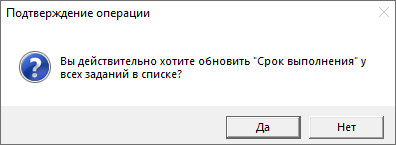 Подтверждение операции
Вы действительно хотите обновить "Срок выполнения" у
всех заданий в списке?
Да
Нет